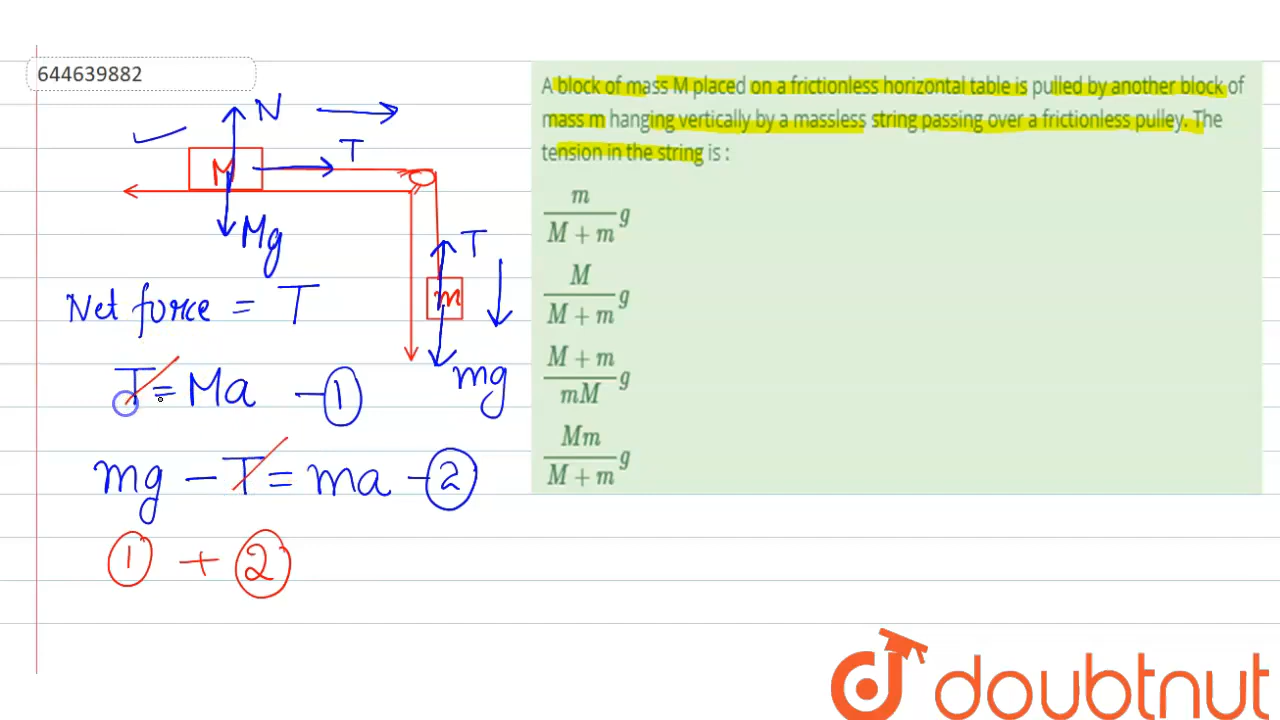 644639882
N
T
M
Mg
T
m
mg
Net force = T
T = Ma - 1
mg - T = ma - 2
1 + 2
A block of mass M placed on a frictionless horizontal table is pulled by another block of
mass m hanging vertically by a massless string passing over a frictionless pulley. The
tension in the string is :
m
M + m g
M
M + m g
M + m
mM g
Mm
M + m g
doubtnut